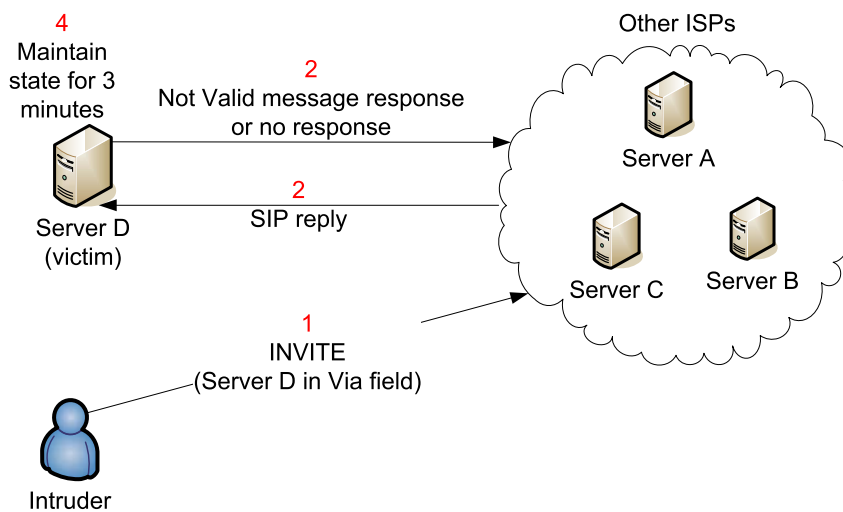 4
Maintain
state for 3
minutes
Server D
(victim)
2
Not Valid message response
or no response
2
SIP reply
Other ISPs
Server A
Server C
Server B
1
INVITE
(Server D in Via field)
Intruder